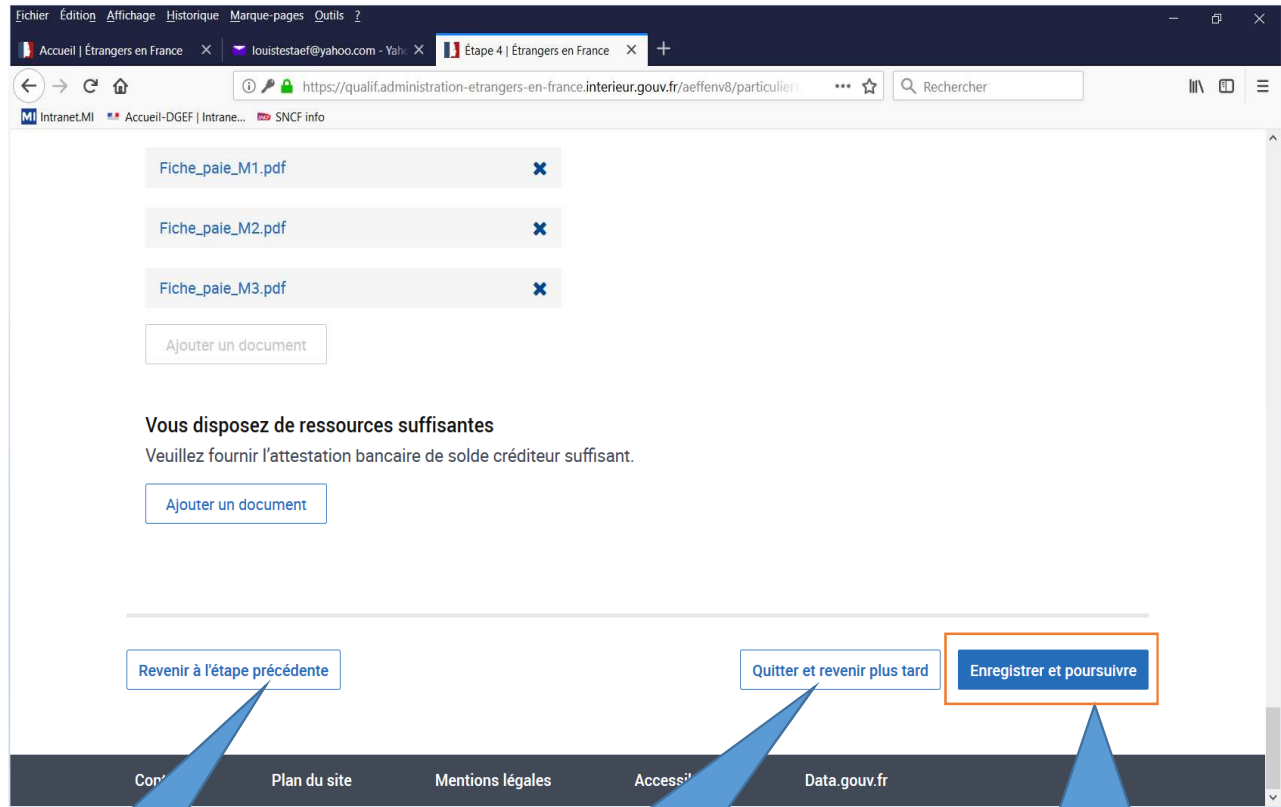 Fichier Édition Affichage Historique Marque-pages Outils ?
Accueil | Étrangers en France
louistestaef@yahoo.com - Yah
Étape 4 | Étrangers en France
https://qualif.administration-etrangers-en-france.interieur.gouv.fr/aeffenv8/particuliers
Rechercher
MI Intranet.MI Accueil-DGEF | Intrane... SNCF info
Fiche_paie_M1.pdf
Fiche_paie_M2.pdf
Fiche_paie_M3.pdf
Ajouter un document
Vous disposez de ressources suffisantes
Veuillez fournir l'attestation bancaire de solde créditeur suffisant.
Ajouter un document
Revenir à l'étape précédente
Quitter et revenir plus tard
Enregistrer et poursuivre
Plan du site Mentions légales Data.gouv.fr